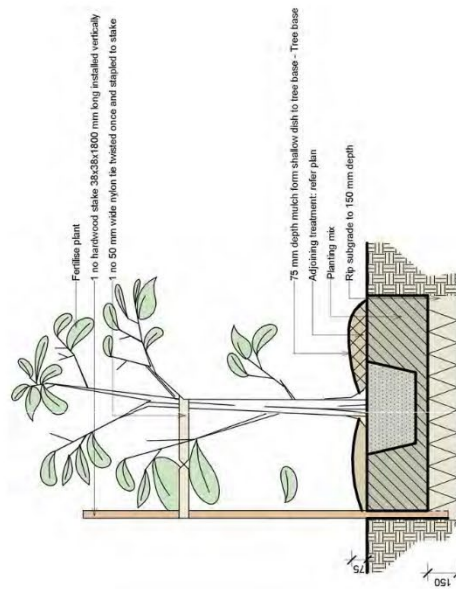 Fertilise plant
1 no hardwood stake 38x38x1800 mm long installed vertically
1 no 50 mm wide nylon tie twisted once and stapled to stake
75 mm depth mulch form shallow dish to tree base - Tree base
Adjoining treatment: refer plan
Planting mix
Rip subgrade to 150 mm depth
75
150